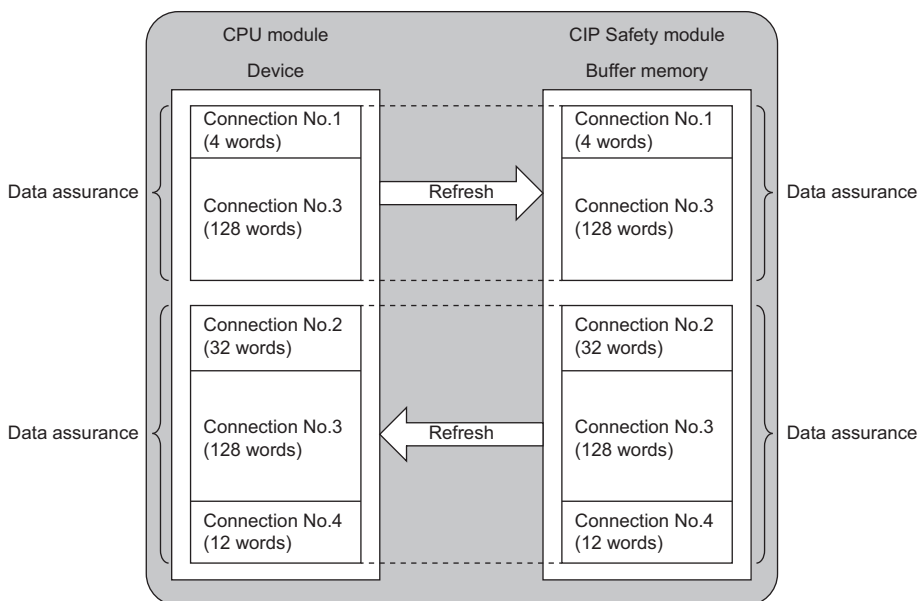 CPU module
Device
CIP Safety module
Buffer memory
Data assurance
Connection No.1
(4 words)
Connection No.3
(128 words)
Refresh
Connection No.1
(4 words)
Connection No.3
(128 words)
Data assurance
Data assurance
Connection No.2
(32 words)
Connection No.3
(128 words)
Connection No.4
(12 words)
Refresh
Connection No.2
(32 words)
Connection No.3
(128 words)
Connection No.4
(12 words)
Data assurance